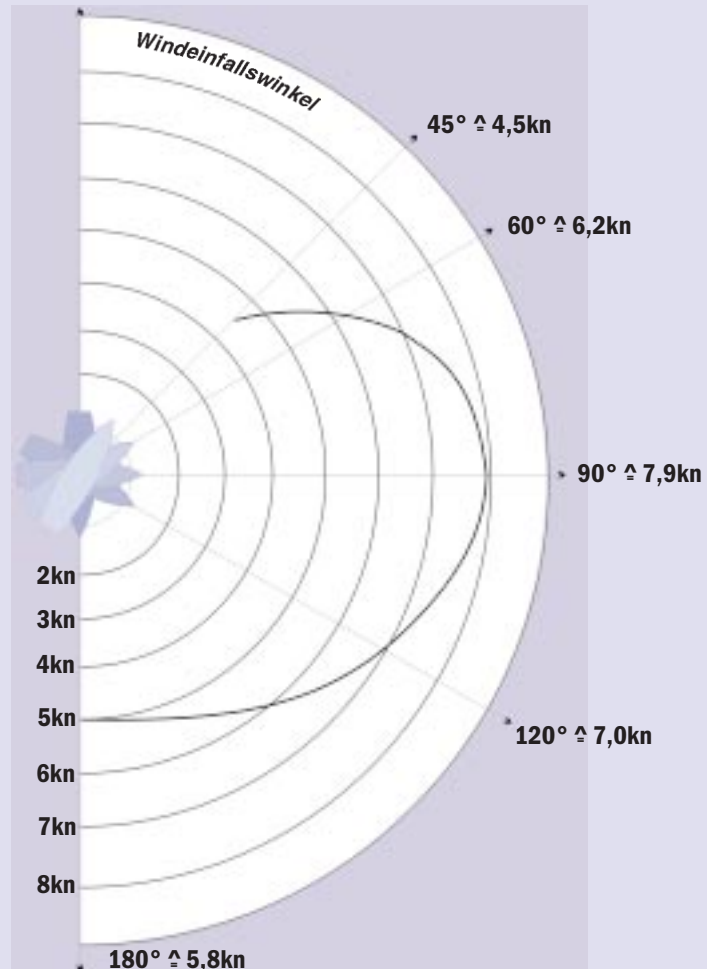 Windeinfallswinkel
45° ≙ 4,5kn
60° ≙ 6,2kn
90° ≙ 7,9kn
2kn
3kn
4kn
5kn
120° ≙ 7,0kn
6kn
7kn
8kn
180° ≙ 5,8kn